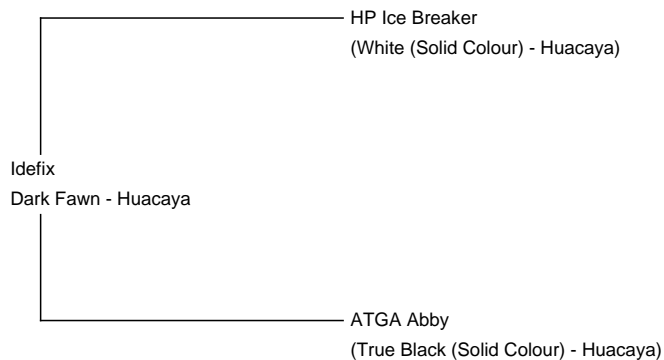 HP Ice Breaker
(White (Solid Colour) - Huacaya)
Idefix
Dark Fawn - Huacaya
ATGA Abby
(True Black (Solid Colour) - Huacaya)